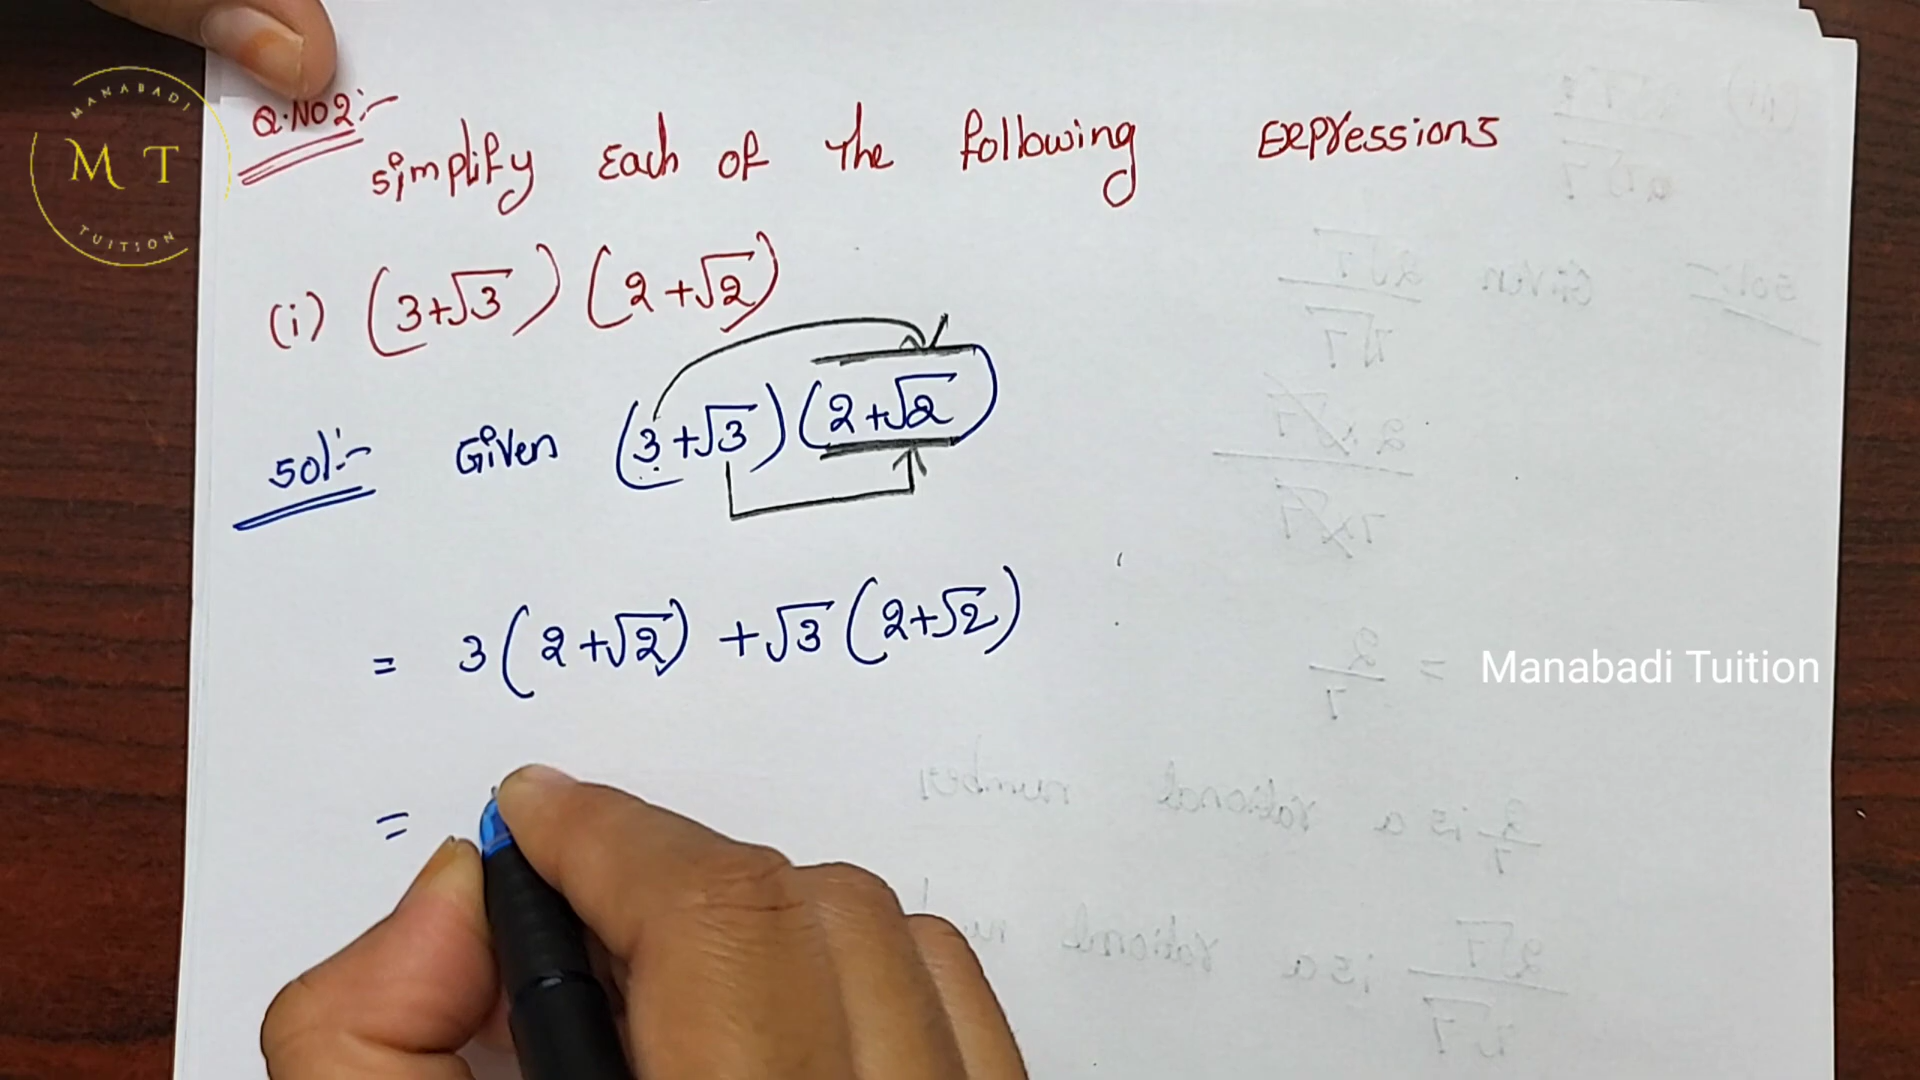 MANABADI
MT
TUITION
Q.NO2:-
simplify Each of the following Expressions
(i) (3+√3) (2+√2)
Sol:- Given (3+√3)(2+√2)
= 3(2+√2) +√3(2+√2)
Manabadi Tuition
=